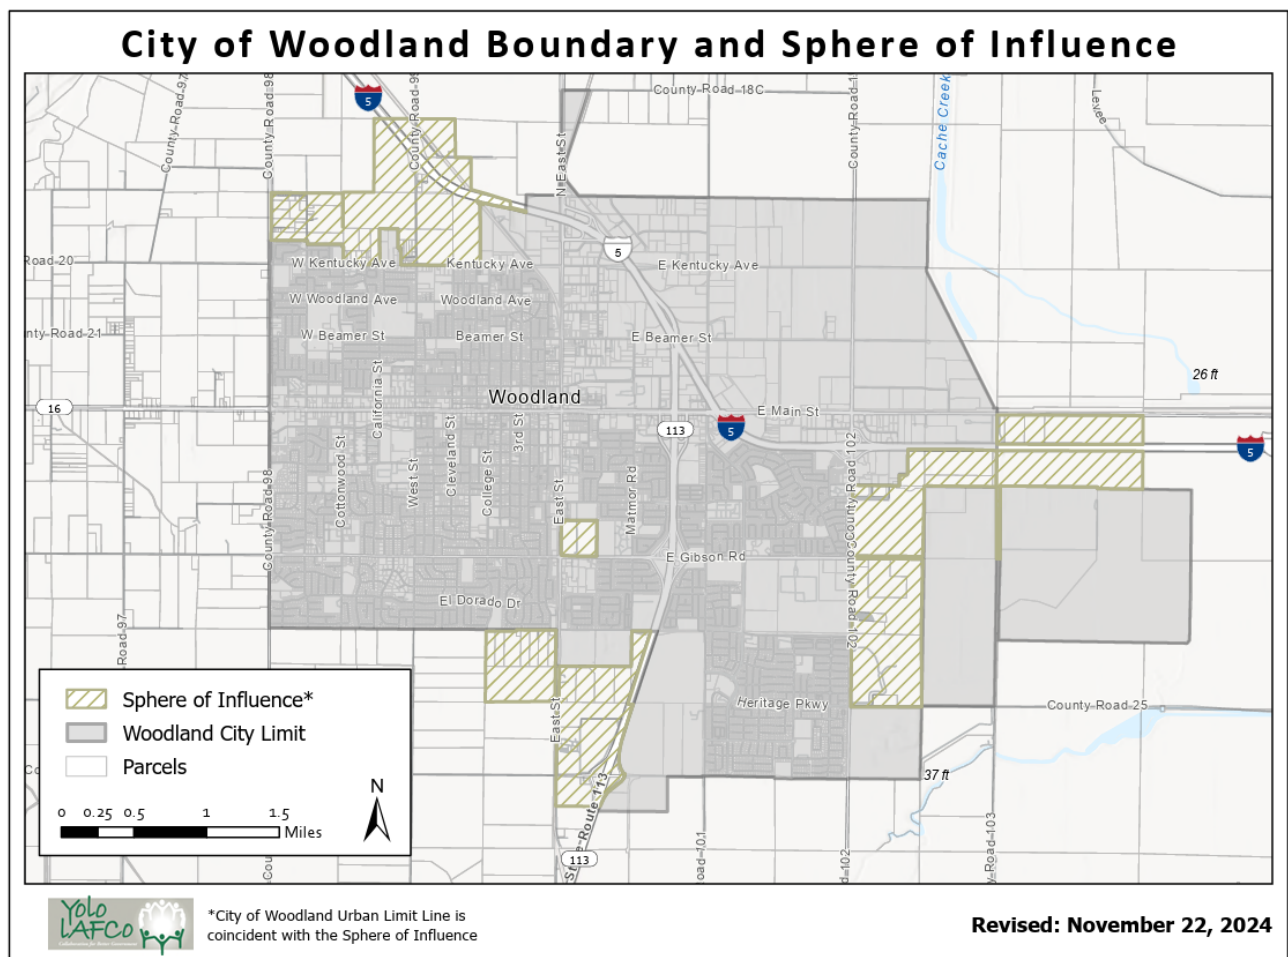 City of Woodland Boundary and Sphere of Influence
County Road 97
County Road 98
5
County Road 99
N East St
County Road 18C
County Road 1
Cache Creek
Levee
Road 20
W Kentucky Ave
Kentucky Ave
5
E Kentucky Ave
W Woodland Ave
Woodland Ave
nty Road 21
W Beamer St
Beamer St
E Beamer St
26 ft
California St
Woodland
16
E Main St
113
5
5
Cottonwood St
West St
Cleveland St
College St
3rd St
East St
Matmor Rd
County Road 102
County Road 98
E Gibson Rd
County Road 102
El Dorado Dr
Road 97
Heritage Pkwy
County Road 25
East St
37 ft
State Route 113
113
Road 101
d 102
y Road 103
Co
Cou
Sphere of Influence*
Woodland City Limit
Parcels
N
0 0.25 0.5 1 1.5
Miles
YOLO
LAFCO
*City of Woodland Urban Limit Line is
coincident with the Sphere of Influence
Revised: November 22, 2024